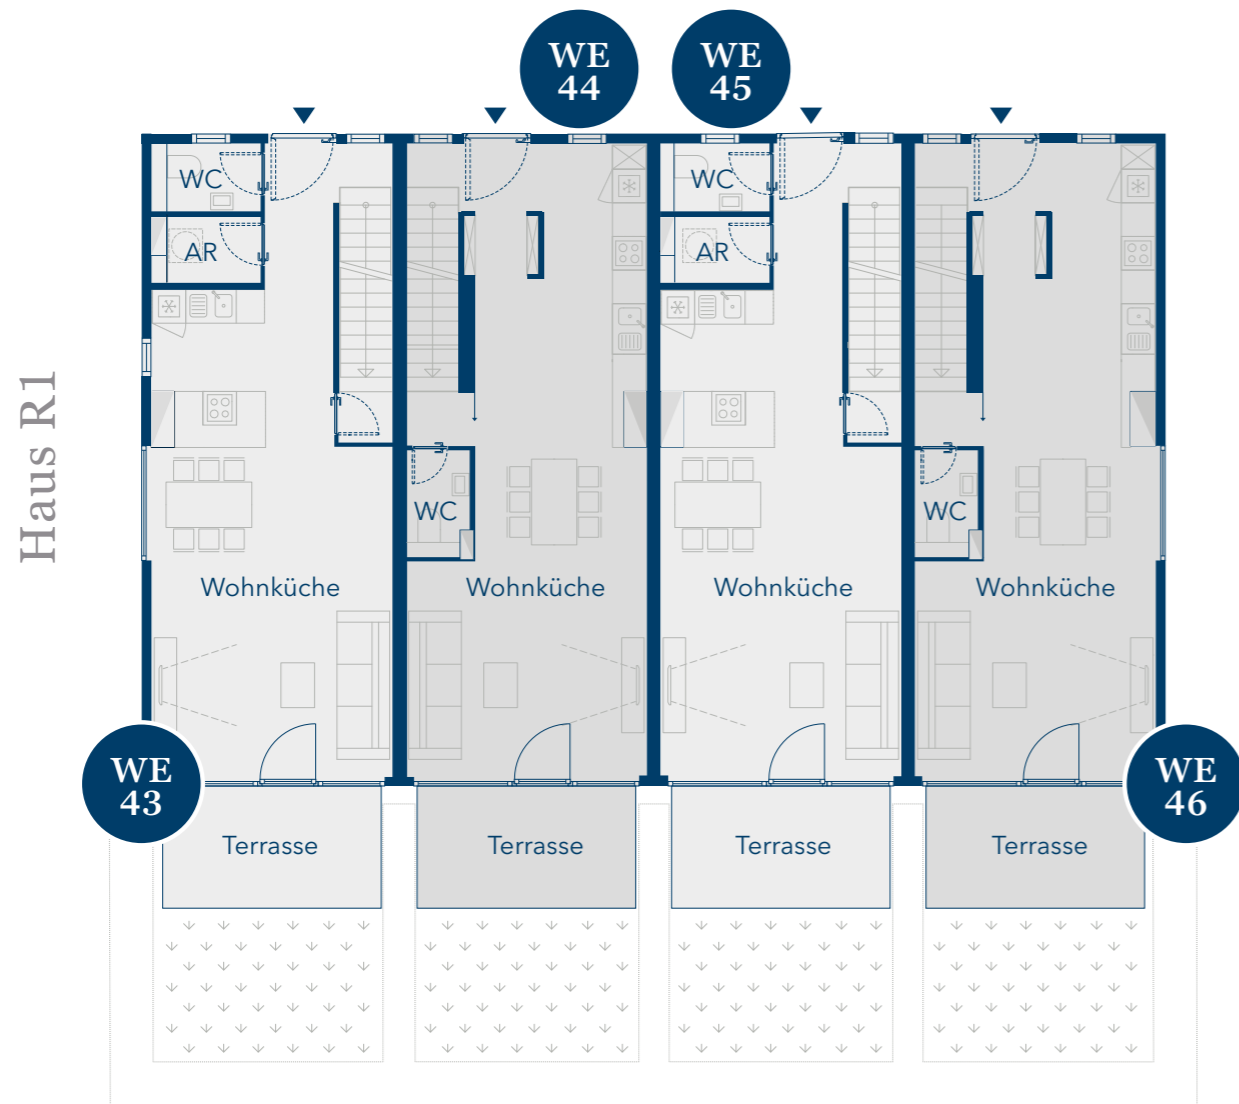 WE
44
WE
45
WC
WC
AR
AR
Haus R1
WC
WC
Wohnküche
Wohnküche
Wohnküche
Wohnküche
WE
43
WE
46
Terrasse
Terrasse
Terrasse
Terrasse